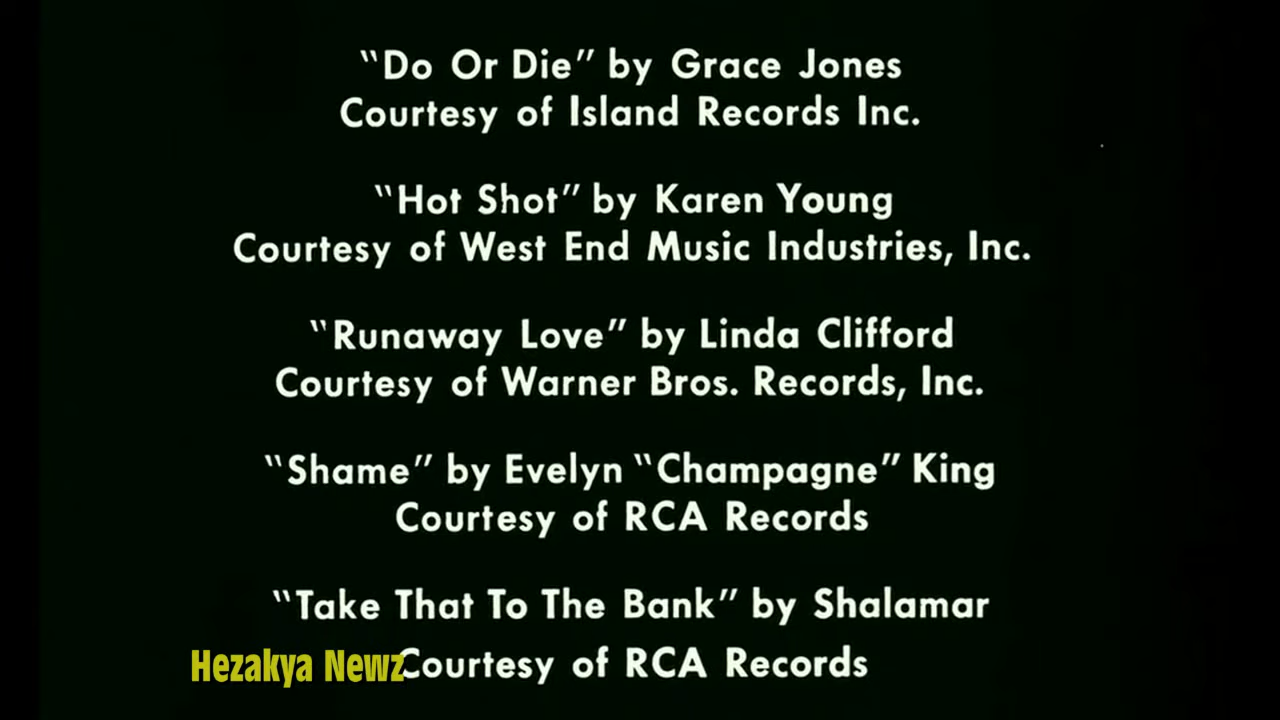 “Do Or Die” by Grace Jones
Courtesy of Island Records Inc.
“Hot Shot” by Karen Young
Courtesy of West End Music Industries, Inc.
“Runaway Love” by Linda Clifford
Courtesy of Warner Bros. Records, Inc.
“Shame” by Evelyn “Champagne” King
Courtesy of RCA Records
“Take That To The Bank” by Shalamar
Courtesy of RCA Records
Hezakya Newz